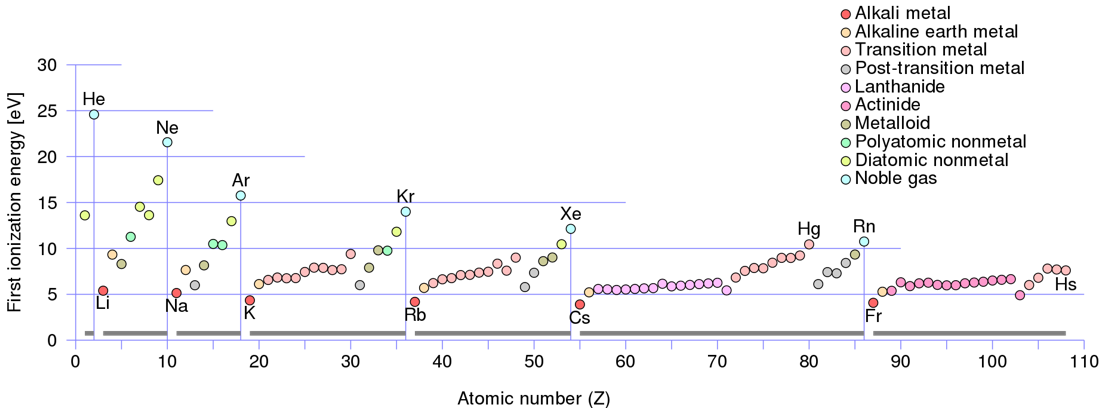 Alkali metal
Alkaline earth metal
Transition metal
Post-transition metal
Lanthanide
Actinide
Metalloid
Polyatomic nonmetal
Diatomic nonmetal
Noble gas
First ionization energy [eV]
30
25
20
15
10
5
0
He
Ne
Ar
Kr
Xe
Hg
Rn
Li
Na
K
Rb
Cs
Fr
Hs
0 10 20 30 40 50 60 70 80 90 100 110
Atomic number (Z)